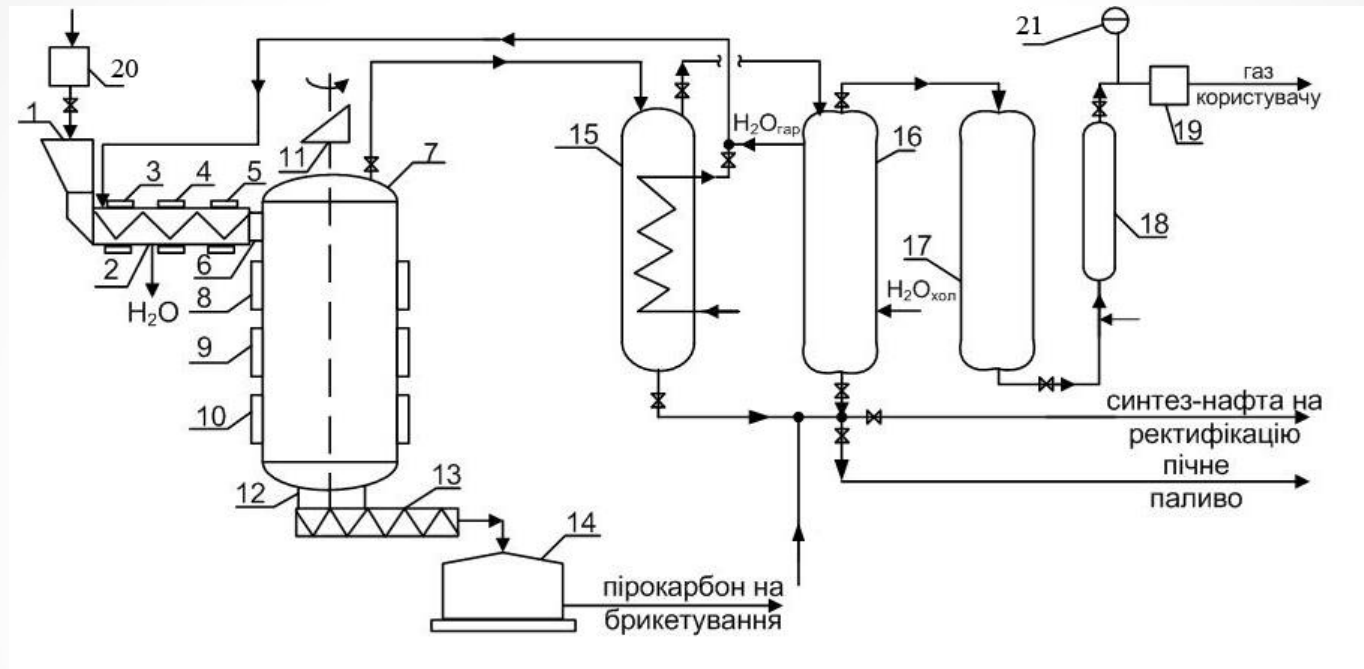 20
21
1
газ
користувачу
19
H₂Oгар
3
4
5
11
7
15
16
18
2
6
17
H₂O
8
H₂Oхол
9
10
синтез-нафта на
ректифікацію
пічне
паливо
12
13
14
пірокарбон на
брикетування